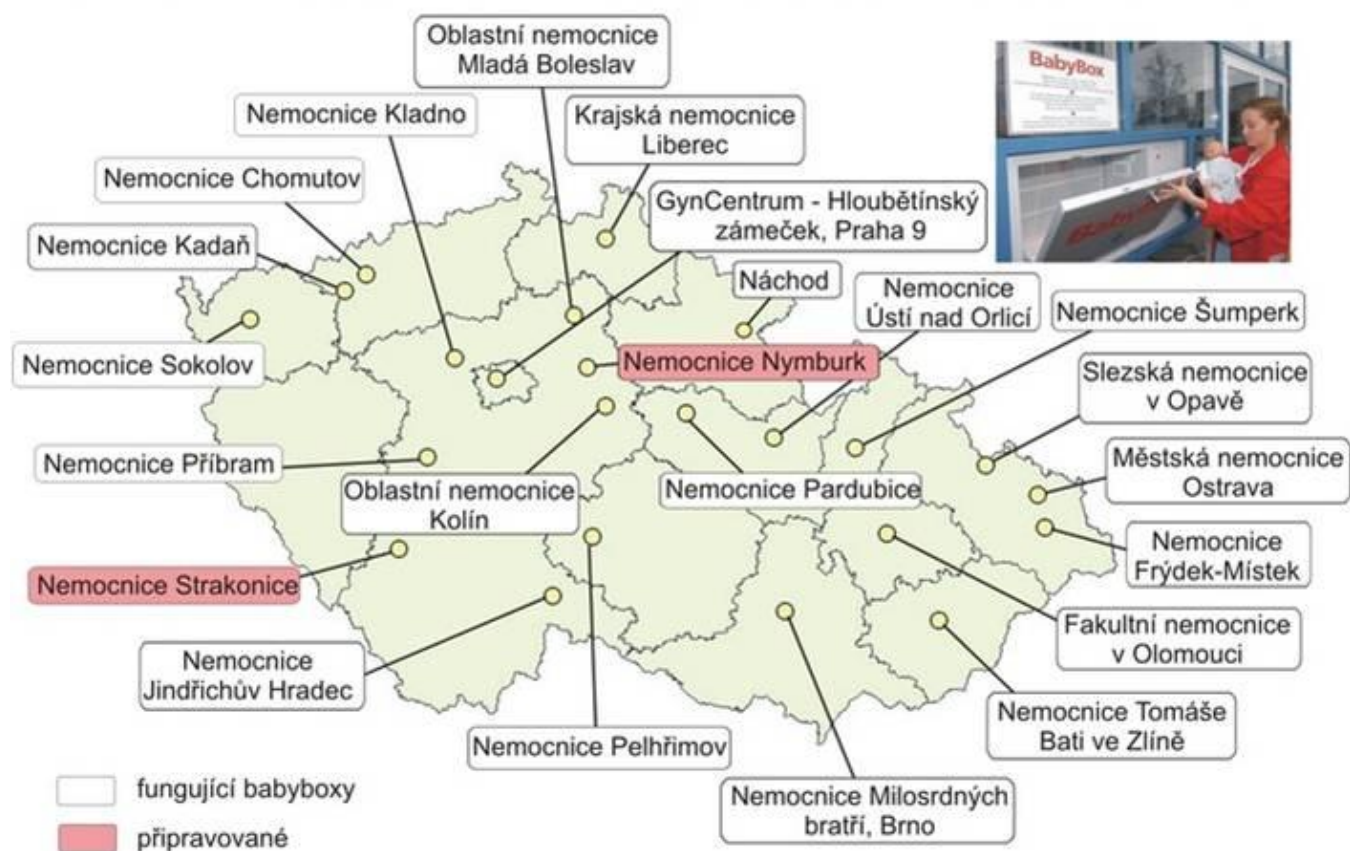 Oblastní nemocnice
Mladá Boleslav
Nemocnice Kladno
Krajská nemocnice
Liberec
Nemocnice Chomutov
GynCentrum - Hloubětínský
zámeček, Praha 9
Nemocnice Kadaň
Náchod
Nemocnice
Ústí nad Orlicí
Nemocnice Šumperk
Nemocnice Sokolov
Nemocnice Nymburk
Slezská nemocnice
v Opavě
Nemocnice Příbram
Oblastní nemocnice
Kolín
Nemocnice Pardubice
Městská nemocnice
Ostrava
Nemocnice
Frýdek-Místek
Nemocnice Strakonice
Fakultní nemocnice
v Olomouci
Nemocnice
Jindřichův Hradec
Nemocnice Tomáše
Bati ve Zlíně
Nemocnice Pelhřimov
Nemocnice Milosrdných
bratří, Brno
fungující babyboxy
připravované
BabyBox
BabyBox